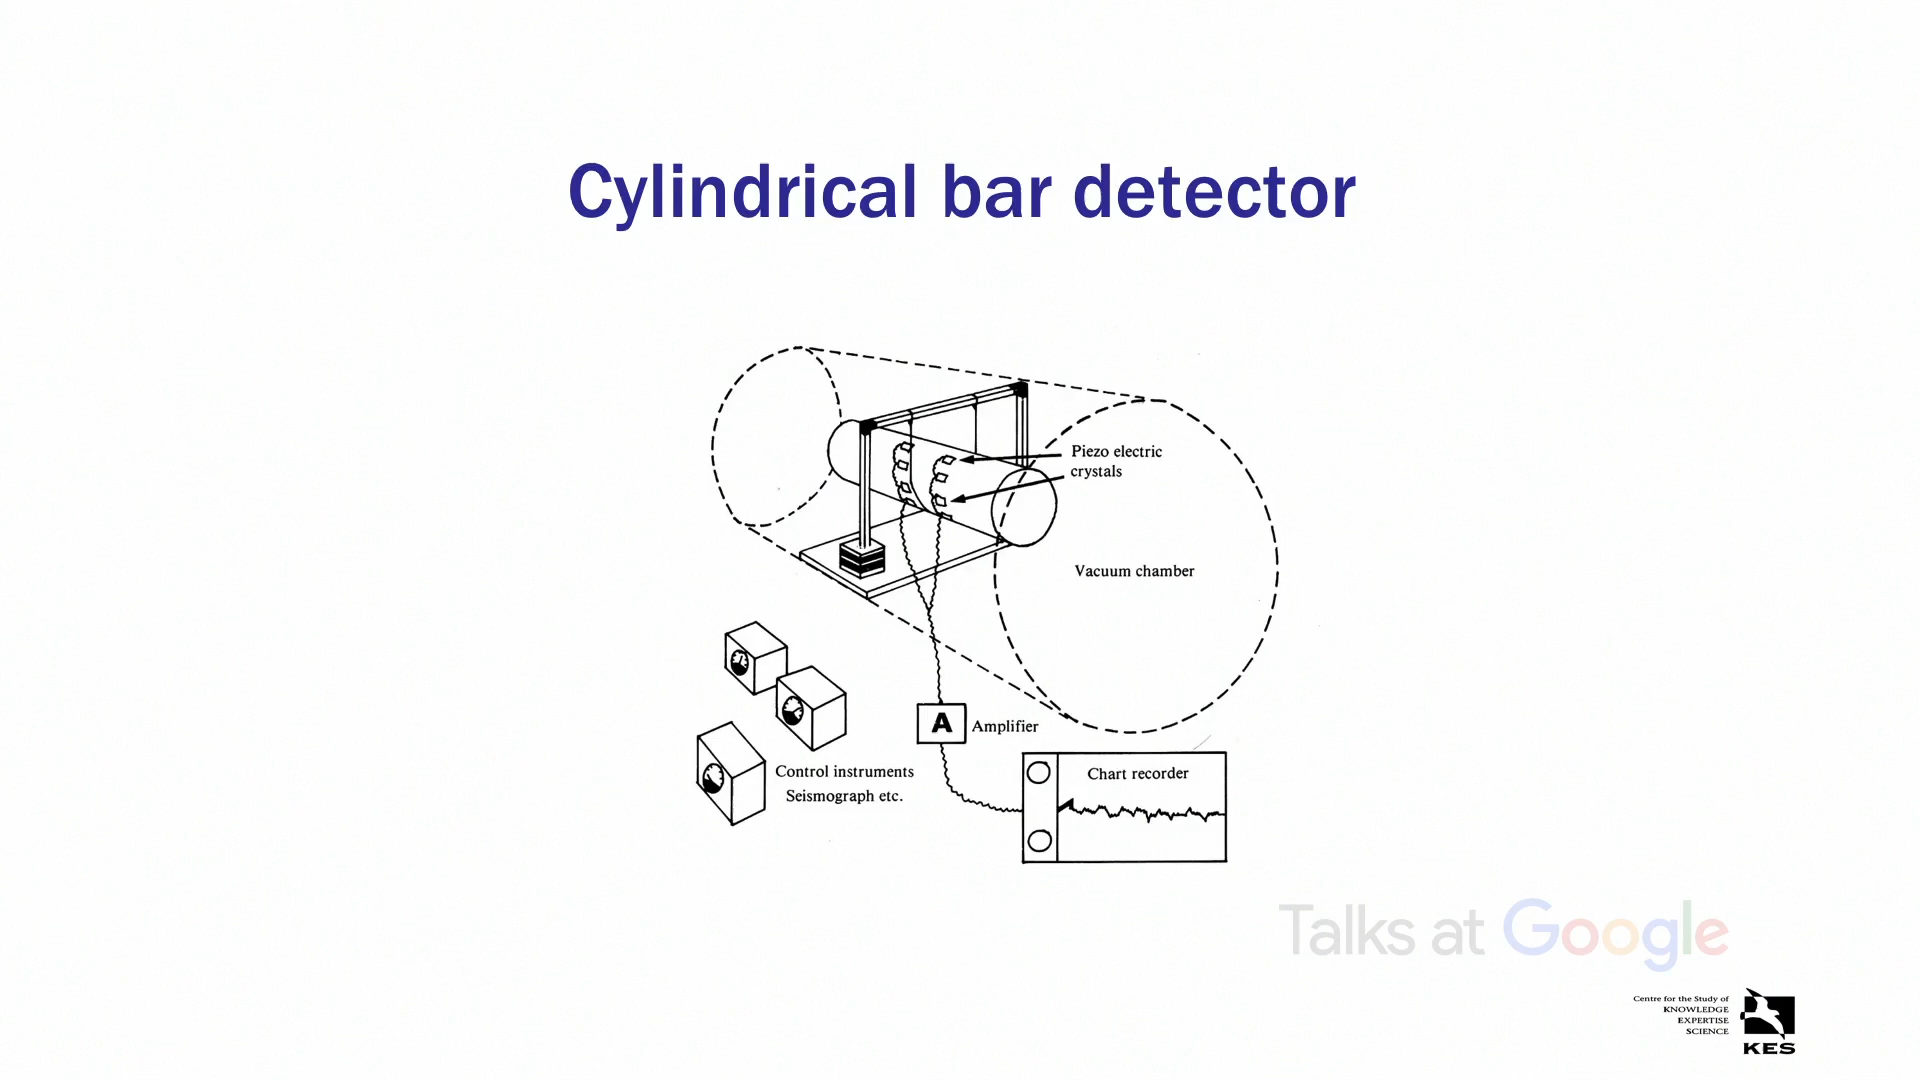 Cylindrical bar detector
Piezo electric
crystals
Vacuum chamber
A
Amplifier
Control instruments
Seismograph etc.
Chart recorder
Talks at Google
Centre for the Study of
KNOWLEDGE
EXPERTISE
SCIENCE
KES